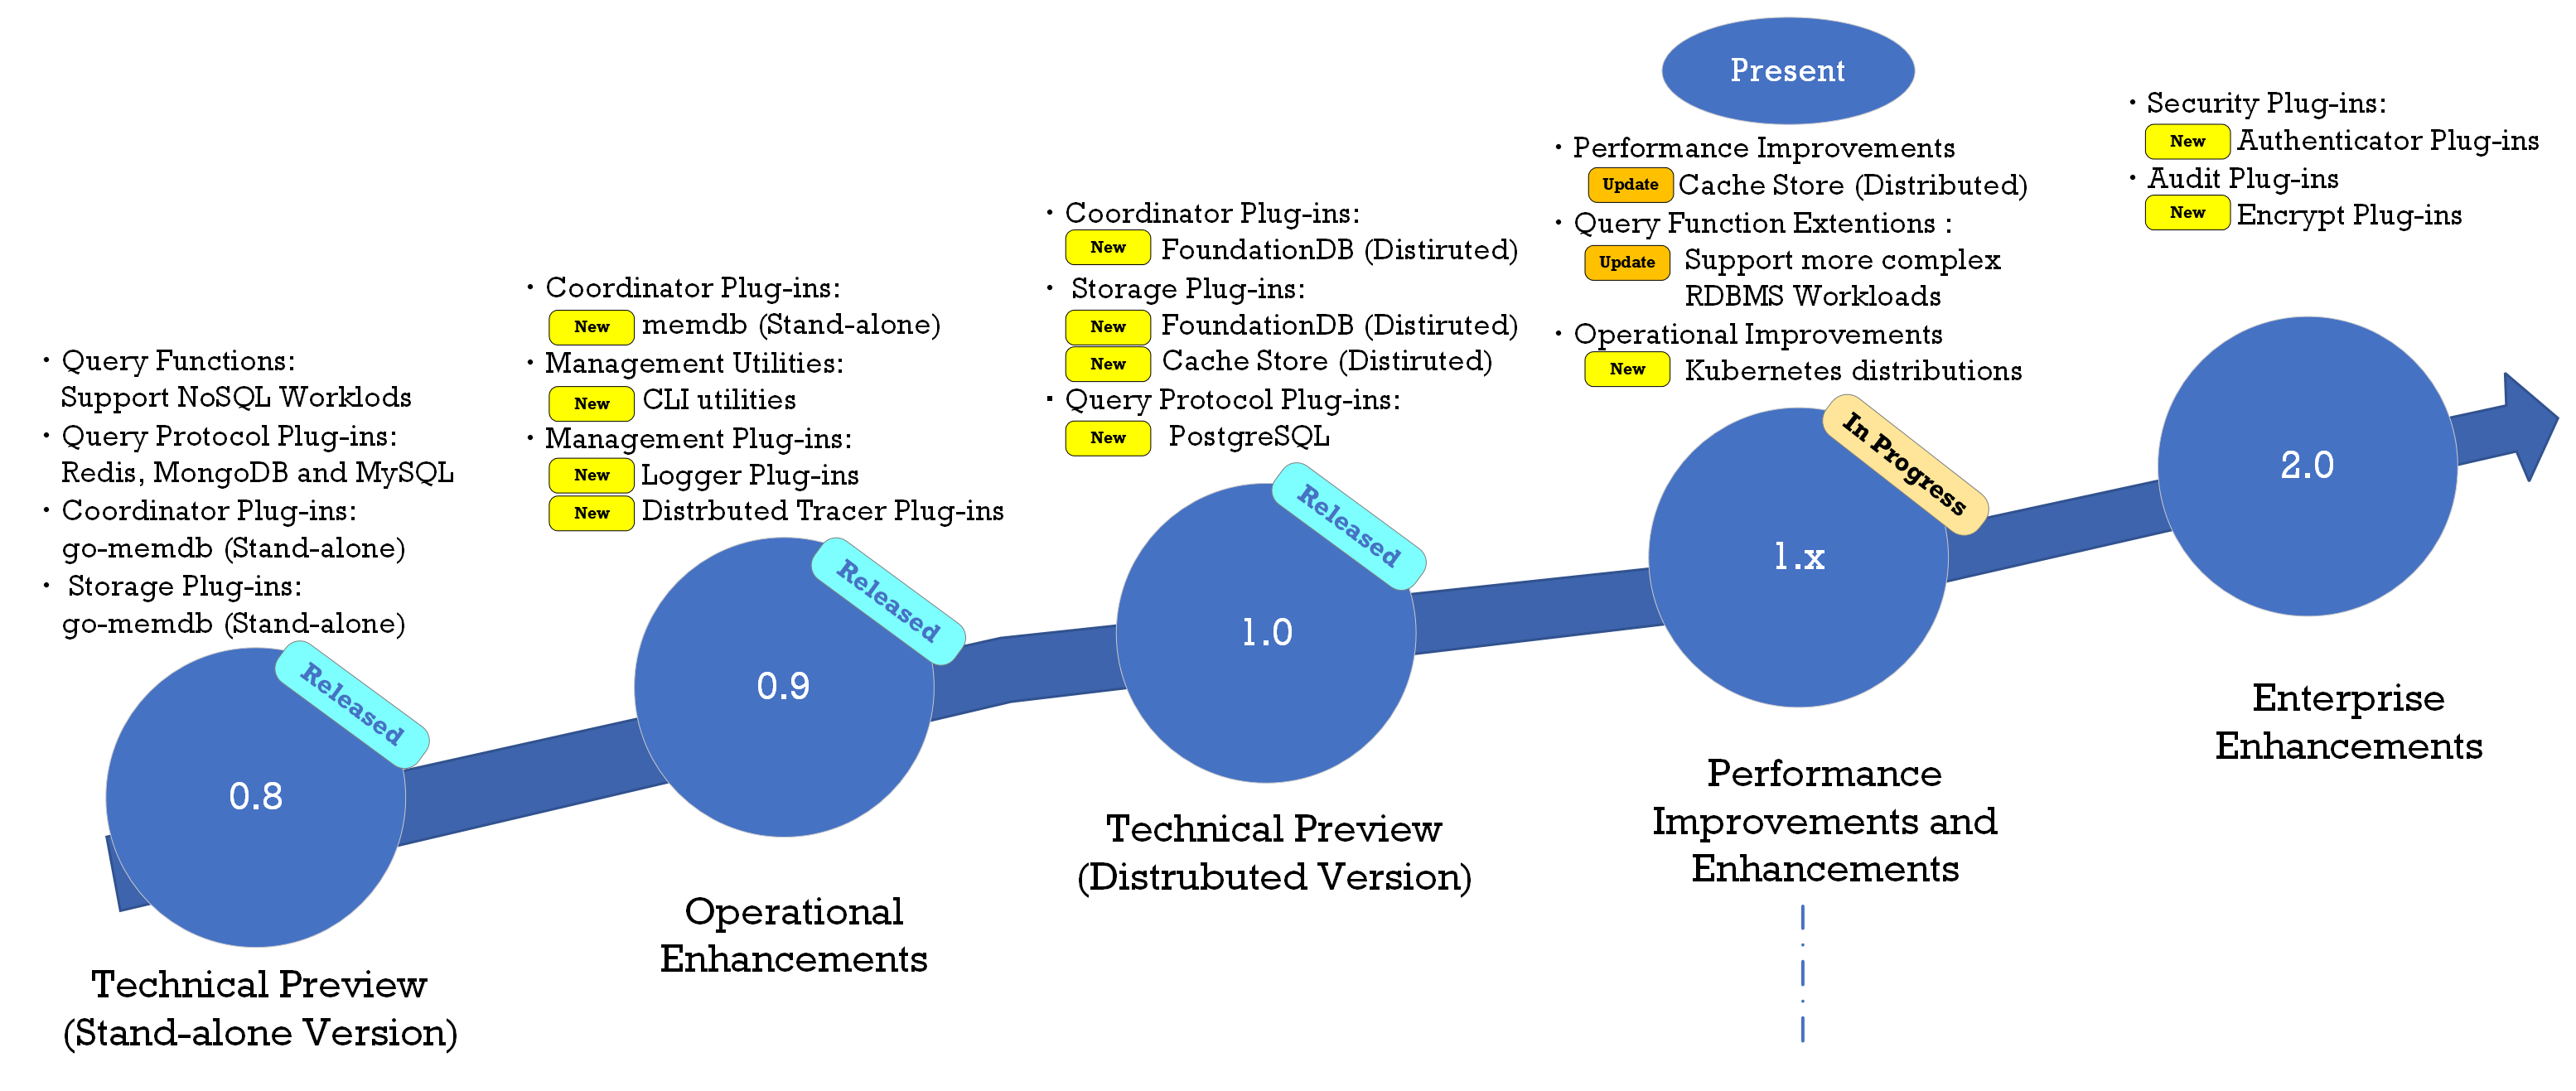 Present
・Query Functions:
Support NoSQL Worklods
・Query Protocol Plug-ins:
Redis, MongoDB and MySQL
・Coordinator Plug-ins:
go-memdb (Stand-alone)
・Storage Plug-ins:
go-memdb (Stand-alone)
Released
0.8
Technical Preview
(Stand-alone Version)
・Coordinator Plug-ins:
New memdb (Stand-alone)
・Management Utilities:
New CLI utilities
・Management Plug-ins:
New Logger Plug-ins
New Distrbuted Tracer Plug-ins
Released
0.9
Operational
Enhancements
・Coordinator Plug-ins:
New FoundationDB (Distiruted)
・Storage Plug-ins:
New FoundationDB (Distiruted)
New Cache Store (Distiruted)
・Query Protocol Plug-ins:
New PostgreSQL
Released
1.0
Technical Preview
(Distrubuted Version)
・Performance Improvements
Update Cache Store (Distributed)
・Query Function Extentions :
Update Support more complex
RDBMS Workloads
・Operational Improvements
New Kubernetes distributions
In Progress
1.x
Performance
Improvements and
Enhancements
・Security Plug-ins:
New Authenticator Plug-ins
・Audit Plug-ins
New Encrypt Plug-ins
2.0
Enterprise
Enhancements